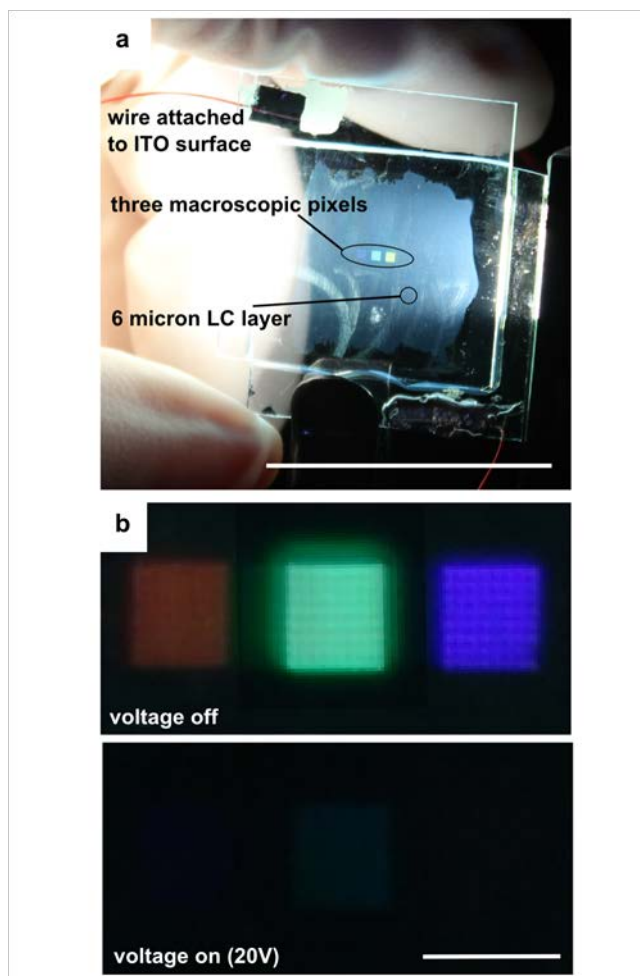 a
wire attached
to ITO surface
three macroscopic pixels
6 micron LC layer
b
voltage off
voltage on (20V)